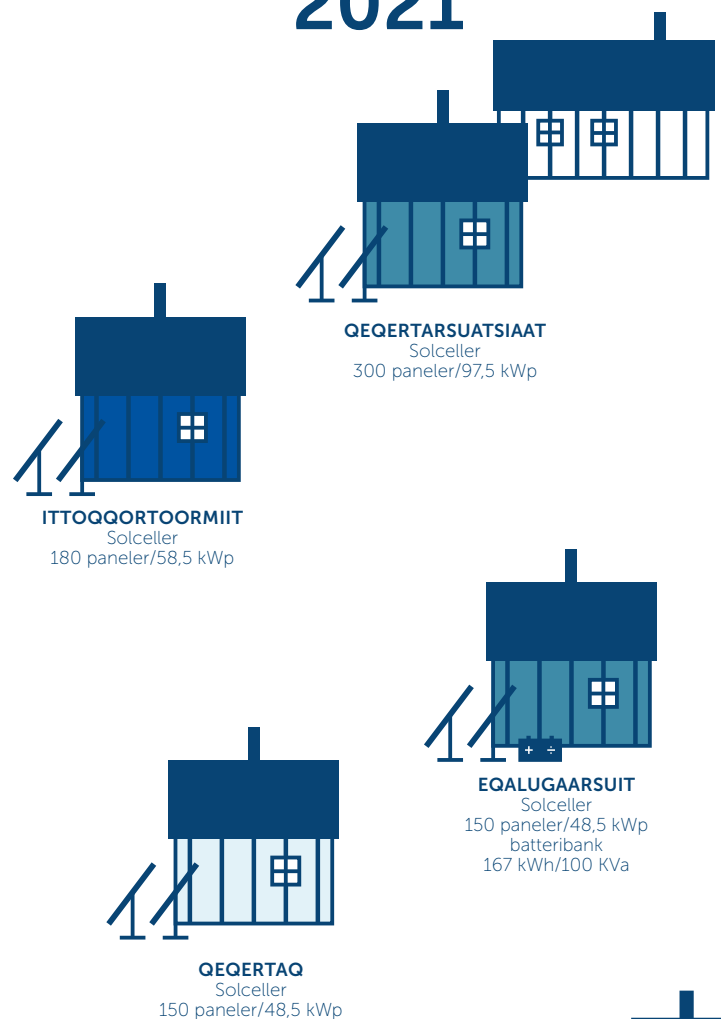 2021
QEQERTARSUATSIAAT
Solceller
300 paneler/97,5 kWp
ITTOQQORTOORMIIT
Solceller
180 paneler/58,5 kWp
EQALUGAARSUIT
Solceller
150 paneler/48,5 kWp
batteribank
167 kWh/100 KVa
QEQERTAQ
Solceller
150 paneler/48,5 kWp